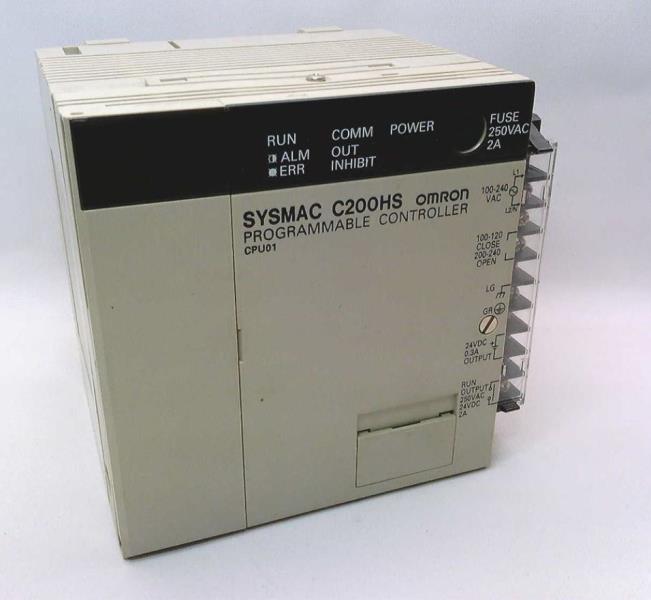 RUN COMM POWER
ALM OUT
ERR INHIBIT
FUSE
250VAC
2A
SYSMAC C200HS omron
PROGRAMMABLE CONTROLLER
CPU01
L1
100-240
VAC
L2/N
100-120
CLOSE
200-240
OPEN
LG
GR
24VDC +
0.3A
OUTPUT -
RUN
OUTPUT
250VAC
24VDC
2A